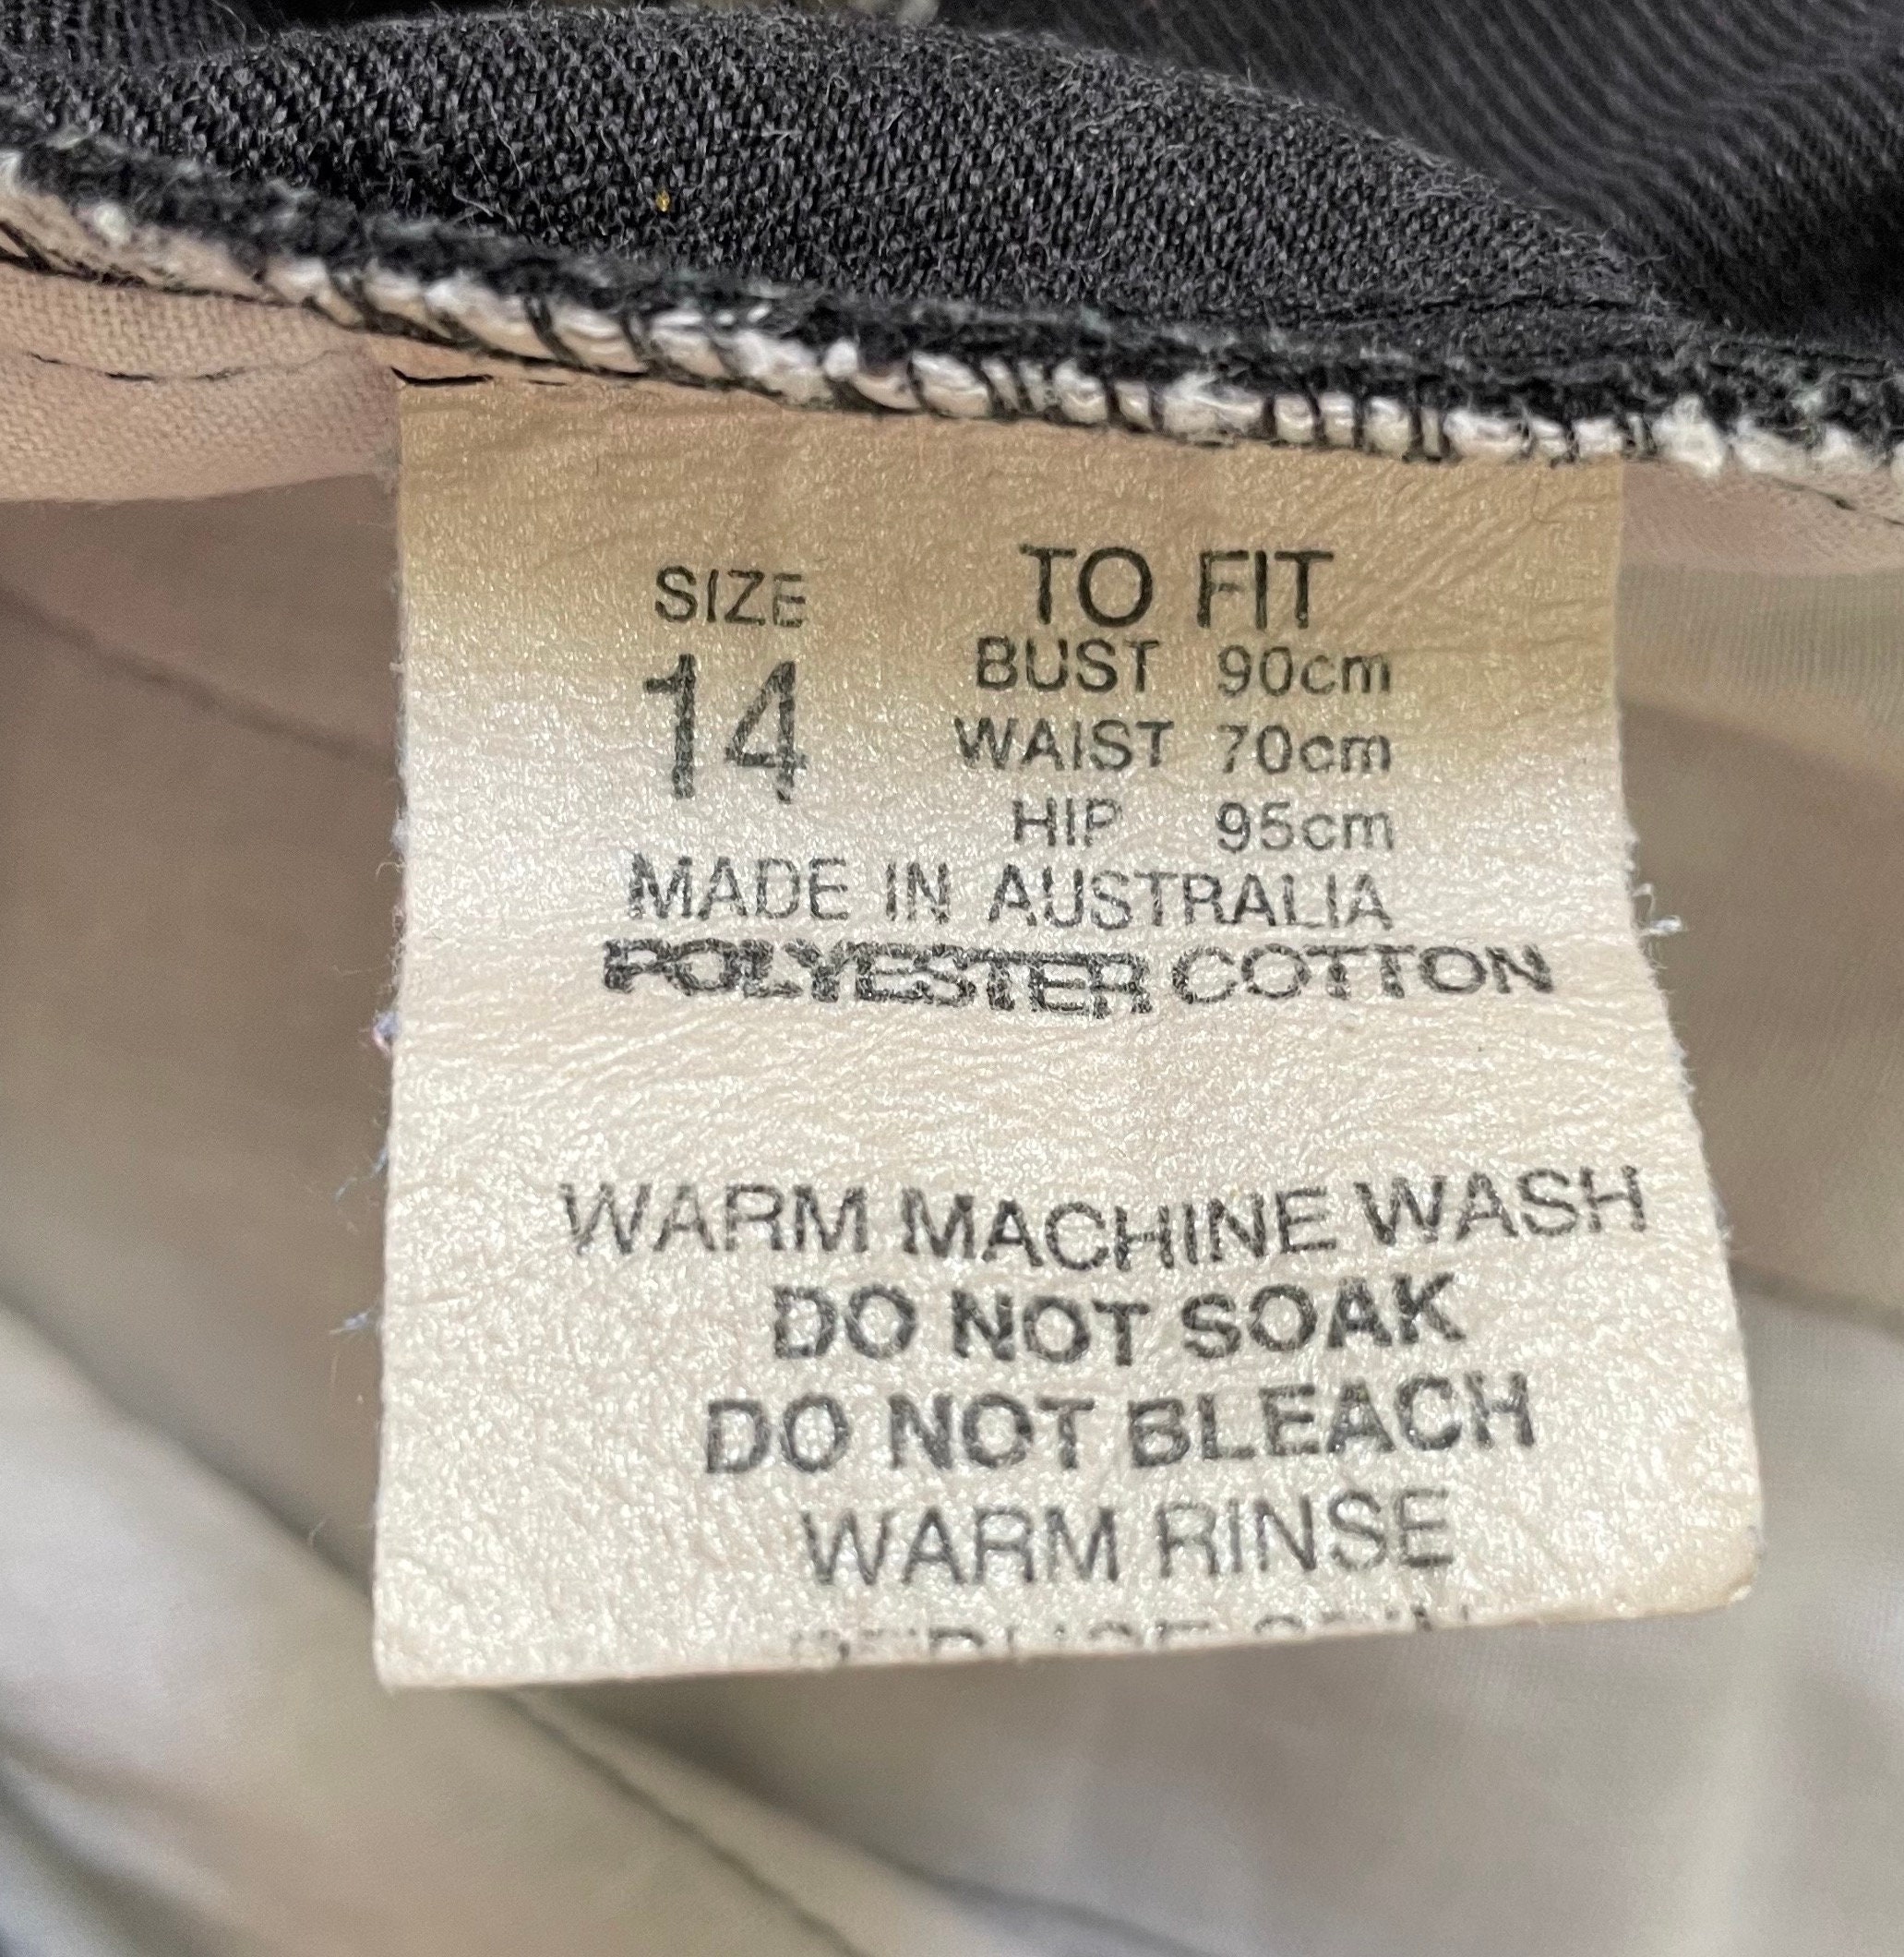 SIZE
14
TO FIT
BUST 90cm
WAIST 70cm
HIP 95cm
MADE IN AUSTRALIA
POLYESTER COTTON
WARM MACHINE WASH
DO NOT SOAK
DO NOT BLEACH
WARM RINSE